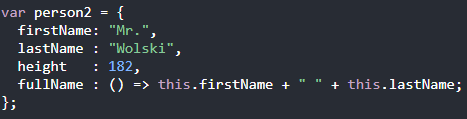 var person2 = {
  firstName: "Mr.",
  lastName : "Wolski",
  height   : 182,
  fullName : () => this.firstName + " " + this.lastName;
};